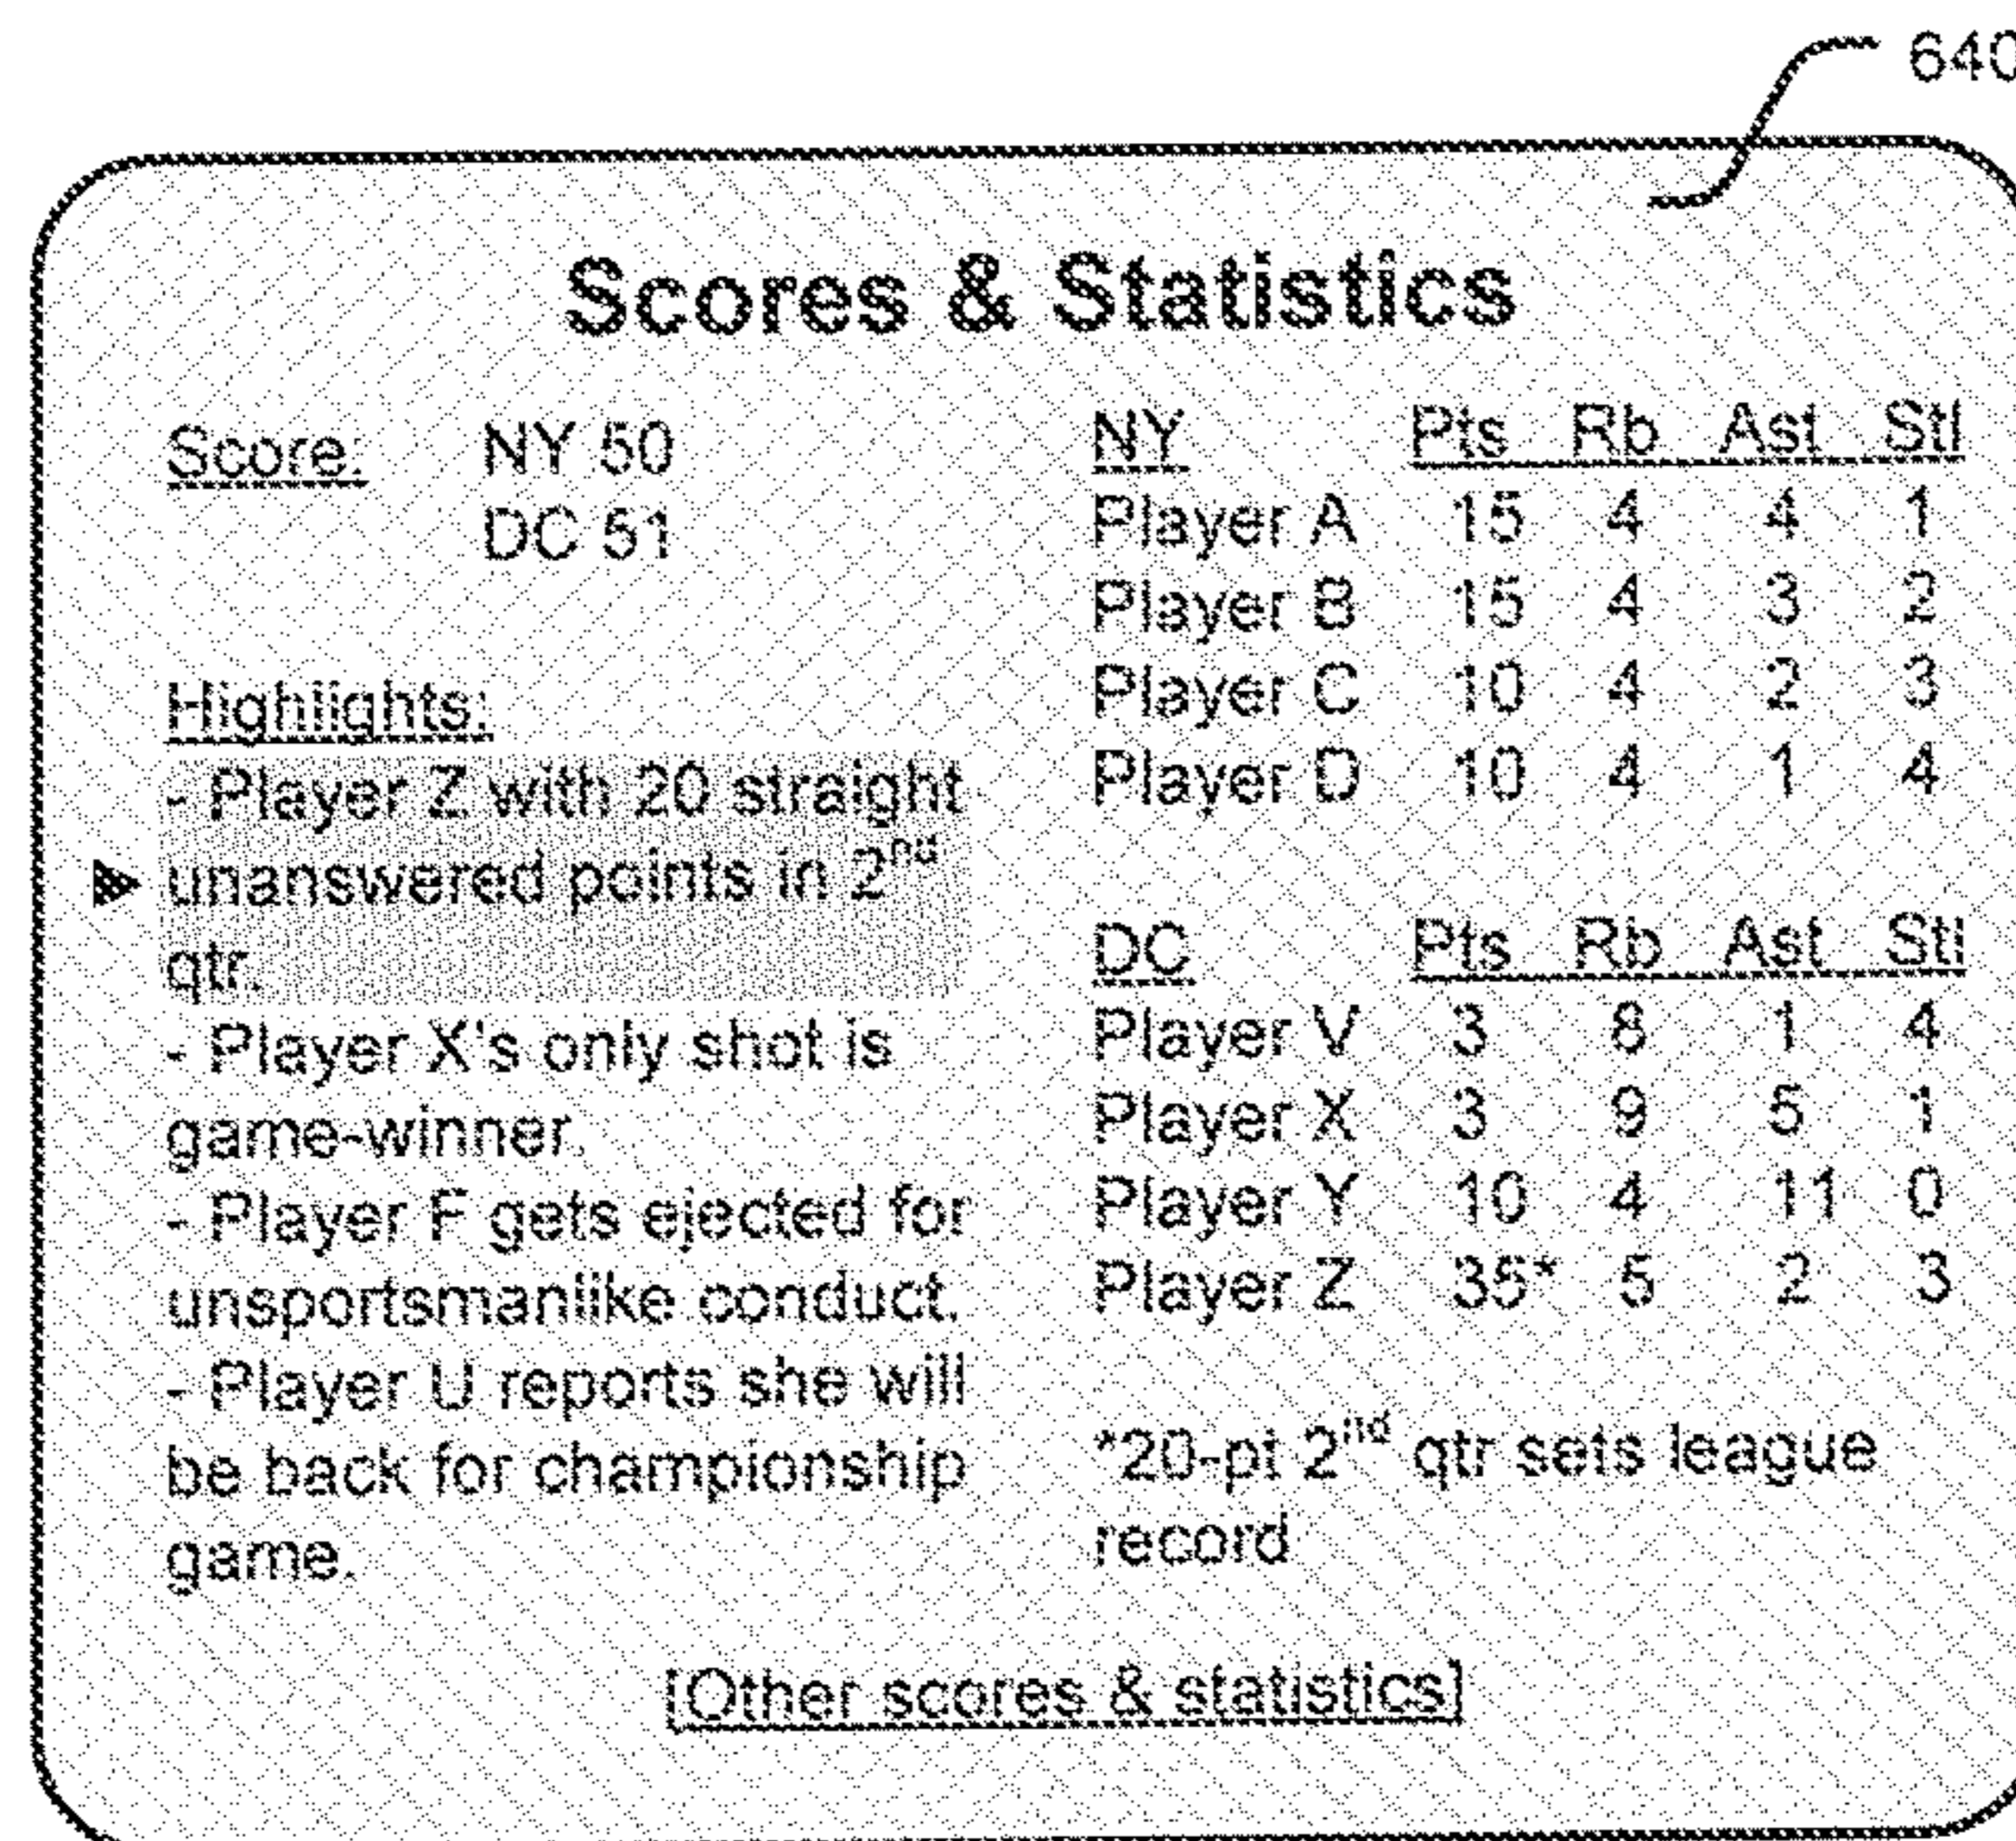 640
Scores & Statistics
Score: NY 50
DC 51
Highlights:
- Player Z with 20 straight
unanswered points in 2nd
qtr.
- Player X's only shot is
game-winner.
- Player F gets ejected for
unsportsmanlike conduct.
- Player U reports she will
be back for championship
game.
NY Pts Rb Ast Stl
Player A 15 4 4 1
Player B 15 4 3 2
Player C 10 4 2 3
Player D 10 4 1 4
DC Pts Rb Ast Stl
Player V 3 8 1 4
Player X 3 9 5 1
Player Y 10 4 11 0
Player Z 35* 5 2 3
*20-pt 2nd qtr sets league
record
[Other scores & statistics]